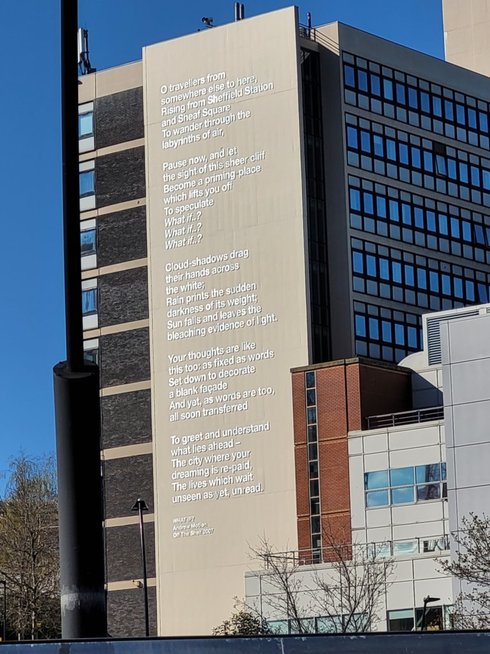 O travellers from
somewhere else to here,
Rising from Sheffield Station
and Sheaf Square
To wander through the
labyrinths of air,
Pause now, and let
the sight of this sheer cliff
Become a priming-place
which lifts you off
To speculate
What if..?
What if..?
What if..?
Cloud-shadows drag
their hands across
the white;
Rain prints the sudden
darkness of its weight;
Sun falls and leaves the
bleaching evidence of light.
Your thoughts are like
this too: as fixed as words
Set down to decorate
a blank façade
And yet, as words are too,
all soon transferred
To greet and understand
what lies ahead –
The city where your
dreaming is re-paid,
The lives which wait
unseen as yet, unread.
WHAT IF?
Andrew Motion
Off The Shelf 2007